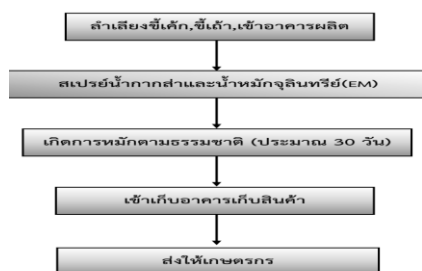 ลำเลียงขี้เค้ก,ขี้เถ้า,เข้าอาคารผลิต
สเปรย์น้ำกากส่าและน้ำหมักจุลินทรีย์(EM)
เกิดการหมักตามธรรมชาติ (ประมาณ 30 วัน)
เข้าเก็บอาคารเก็บสินค้า
ส่งให้เกษตรกร